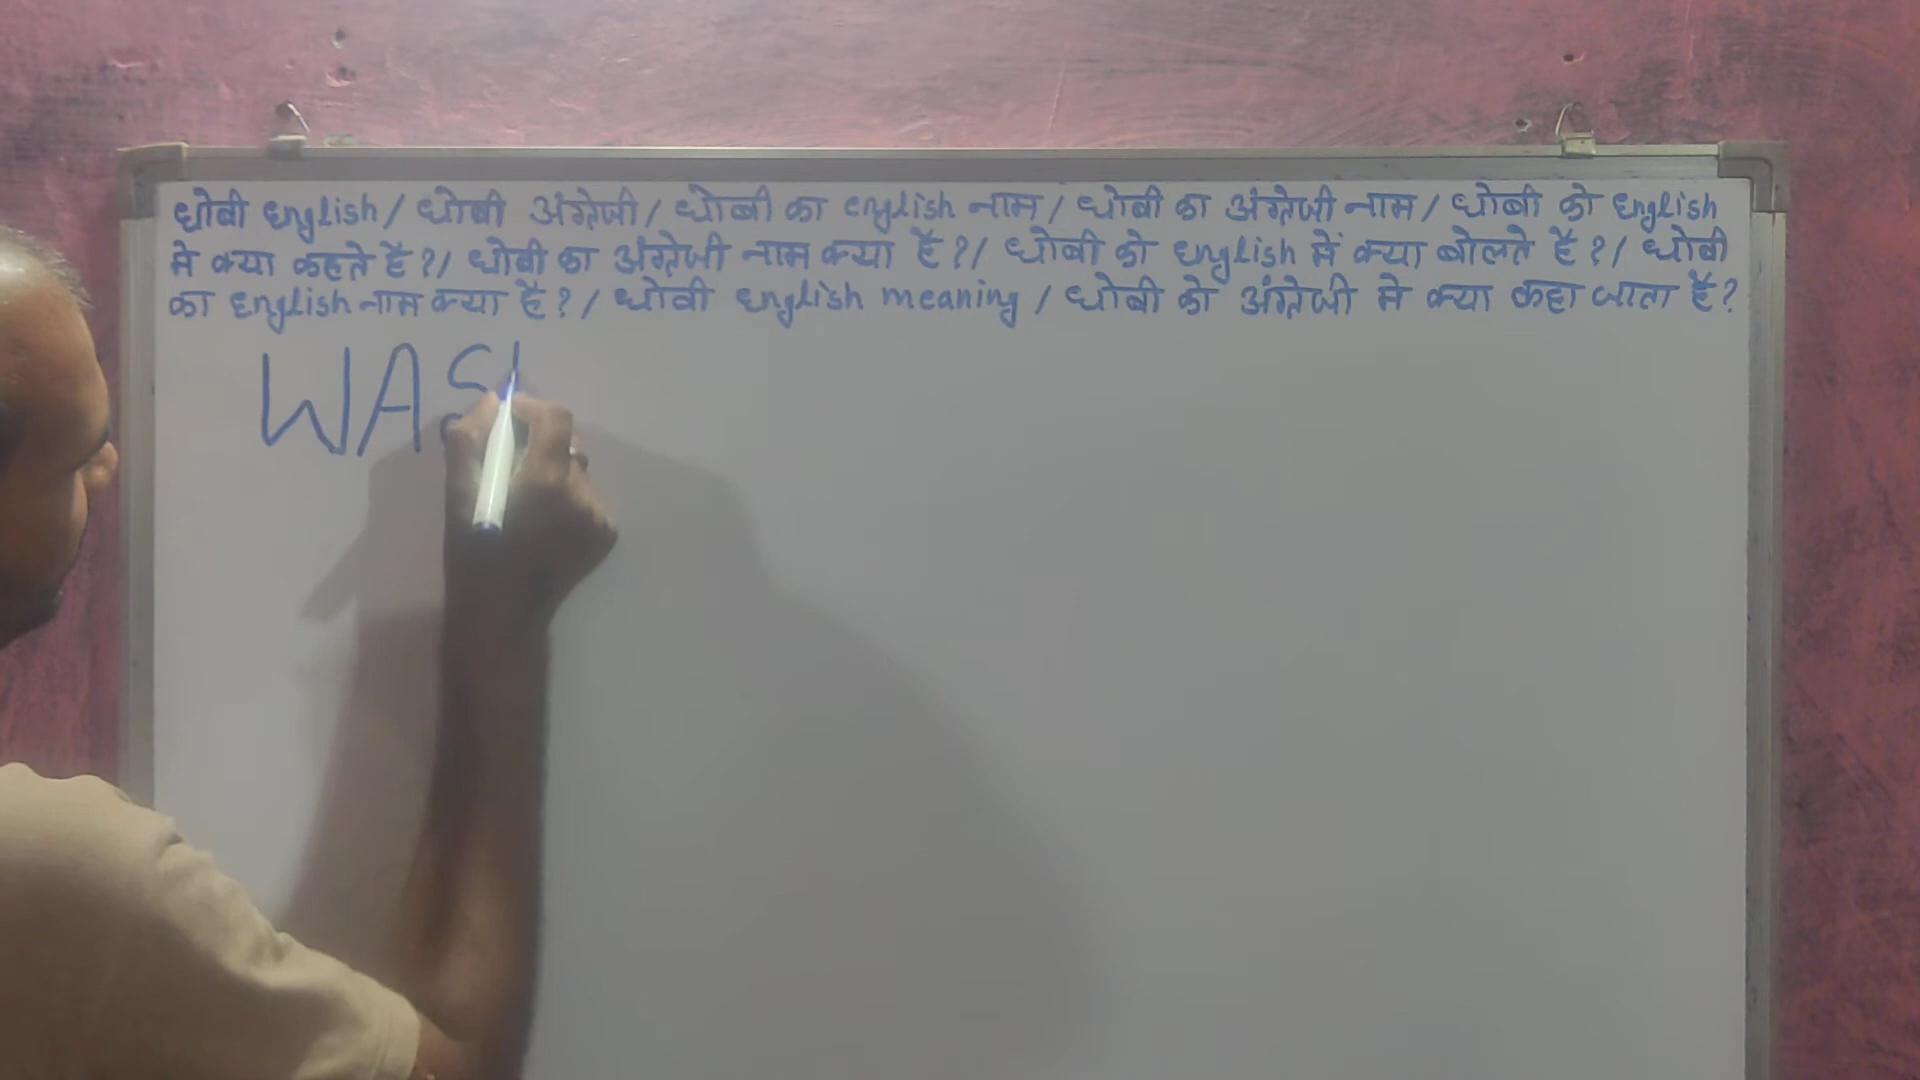 धोबी English / धोबी अंग्रेजी / धोबी का english नाम / धोबी का अंग्रेजी नाम / धोबी को English
मे क्या कहते है ? / धोबी का अंग्रेजी नाम क्या है ? / धोबी को English में क्या बोलते है ? / धोबी
का English नाम क्या है ? / धोबी English meaning / धोबी को अंग्रेजी मे क्या कहा जाता है ?
WAS